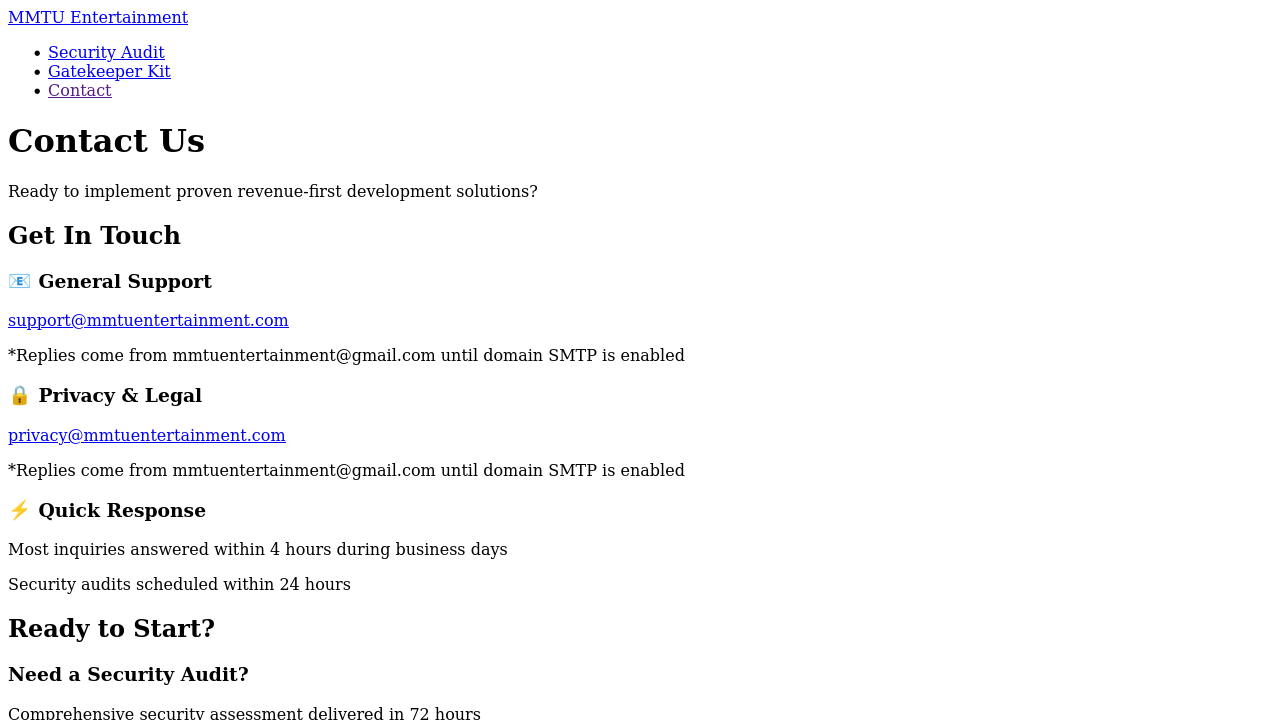 MMTU Entertainment
Security Audit
Gatekeeper Kit
Contact
Contact Us
Ready to implement proven revenue-first development solutions?
Get In Touch
📧 General Support
support@mmtuentertainment.com
*Replies come from mmtuentertainment@gmail.com until domain SMTP is enabled
🔒 Privacy & Legal
privacy@mmtuentertainment.com
*Replies come from mmtuentertainment@gmail.com until domain SMTP is enabled
⚡ Quick Response
Most inquiries answered within 4 hours during business days
Security audits scheduled within 24 hours
Ready to Start?
Need a Security Audit?
Comprehensive security assessment delivered in 72 hours